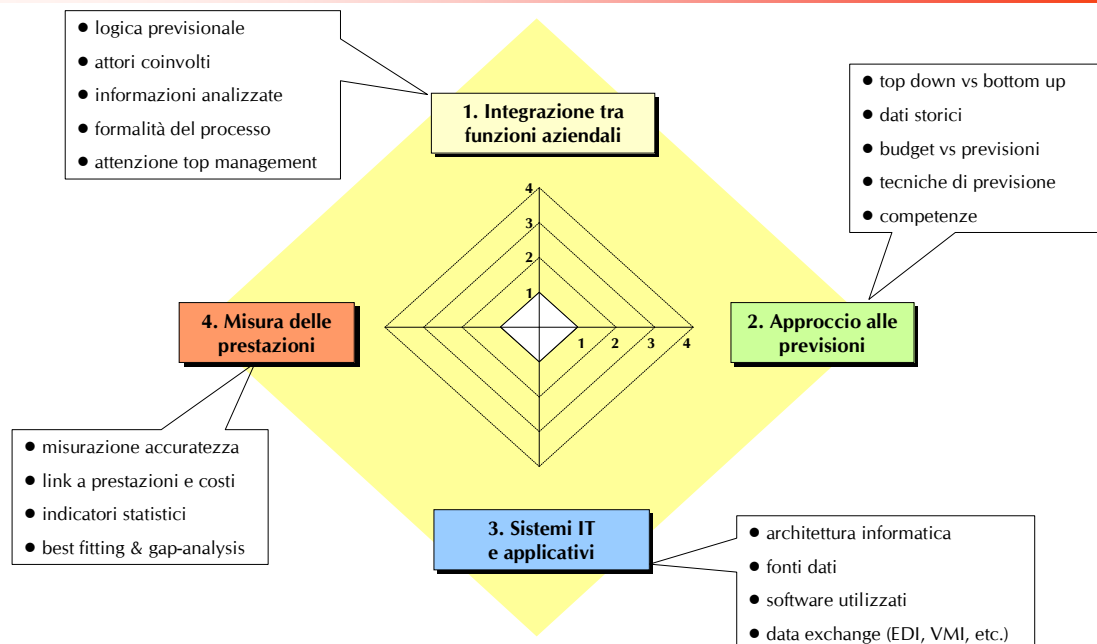 ● logica previsionale
● attori coinvolti
● informazioni analizzate
● formalità del processo
● attenzione top management
1. Integrazione tra
funzioni aziendali
● top down vs bottom up
● dati storici
● budget vs previsioni
● tecniche di previsione
● competenze
4
3
2
1
1 2 3 4
4. Misura delle
prestazioni
2. Approccio alle
previsioni
● misurazione accuratezza
● link a prestazioni e costi
● indicatori statistici
● best fitting & gap-analysis
3. Sistemi IT
e applicativi
● architettura informatica
● fonti dati
● software utilizzati
● data exchange (EDI, VMI, etc.)